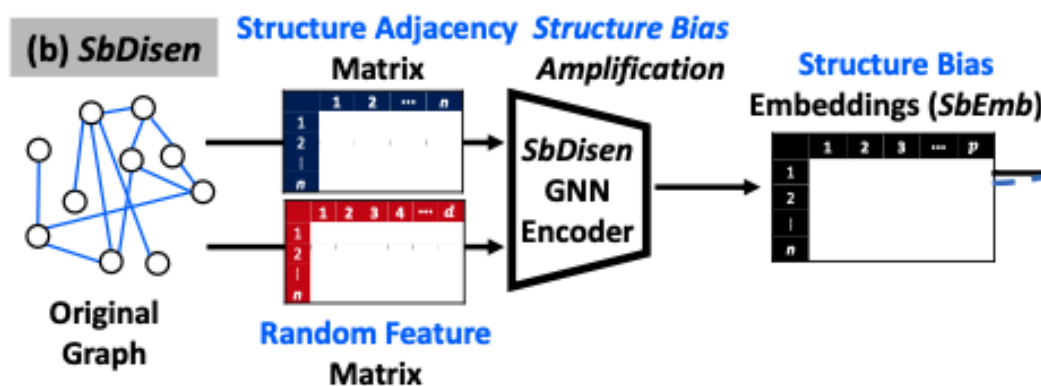 (b) SbDisen
Structure Adjacency
Matrix
Structure Bias
Amplification
Structure Bias
Embeddings (SbEmb)
1 2 ... n
1
2
|
n
1 2 3 4 ... d
1
2
|
n
SbDisen
GNN
Encoder
1 2 3 ... p
1
2
|
n
Original
Graph
Random Feature
Matrix